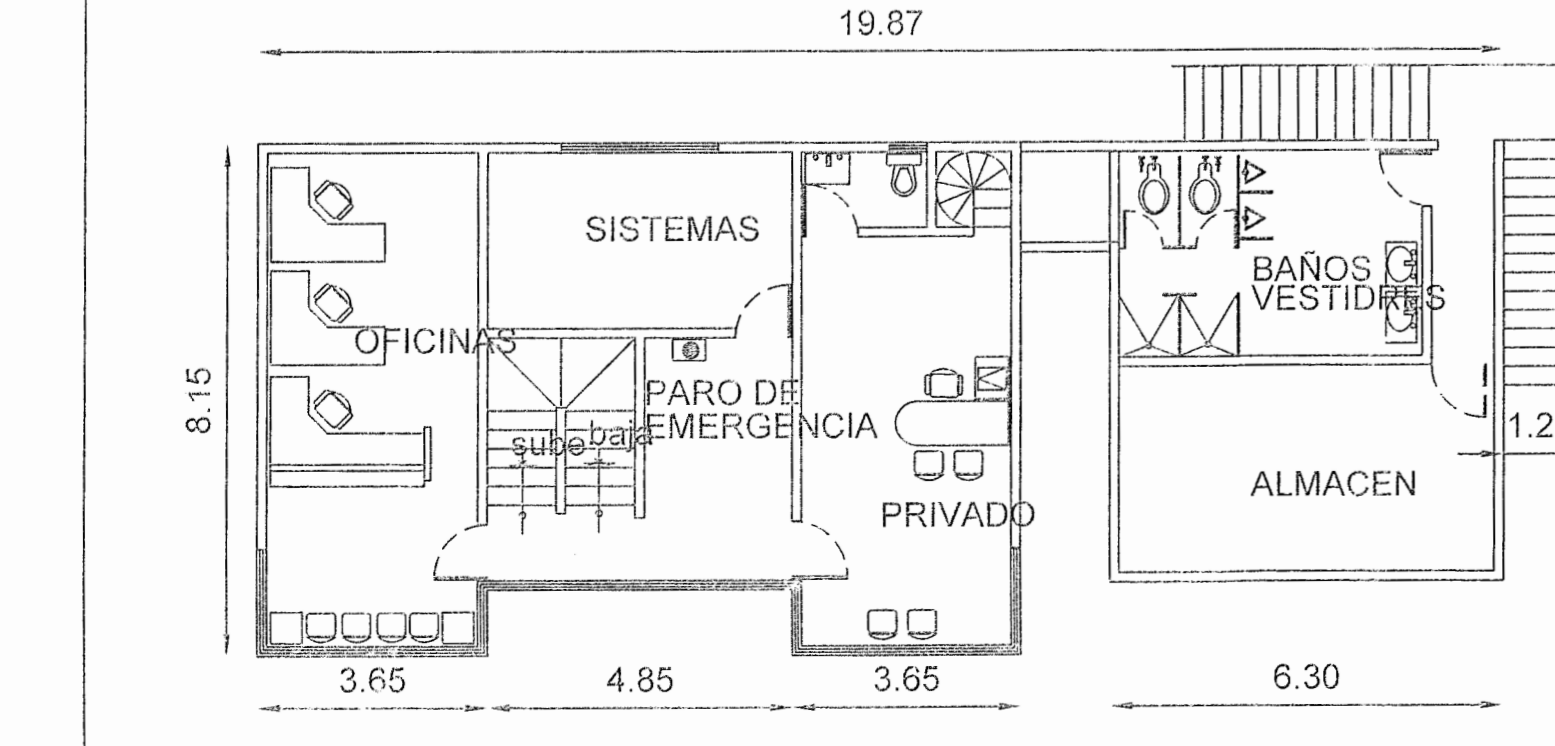 19.87
SISTEMAS
BAÑOS
VESTIDRES
OFICINAS
8.15
PARO DE
EMERGENCIA
sube
baja
1.2
ALMACEN
PRIVADO
3.65
4.85
3.65
6.30